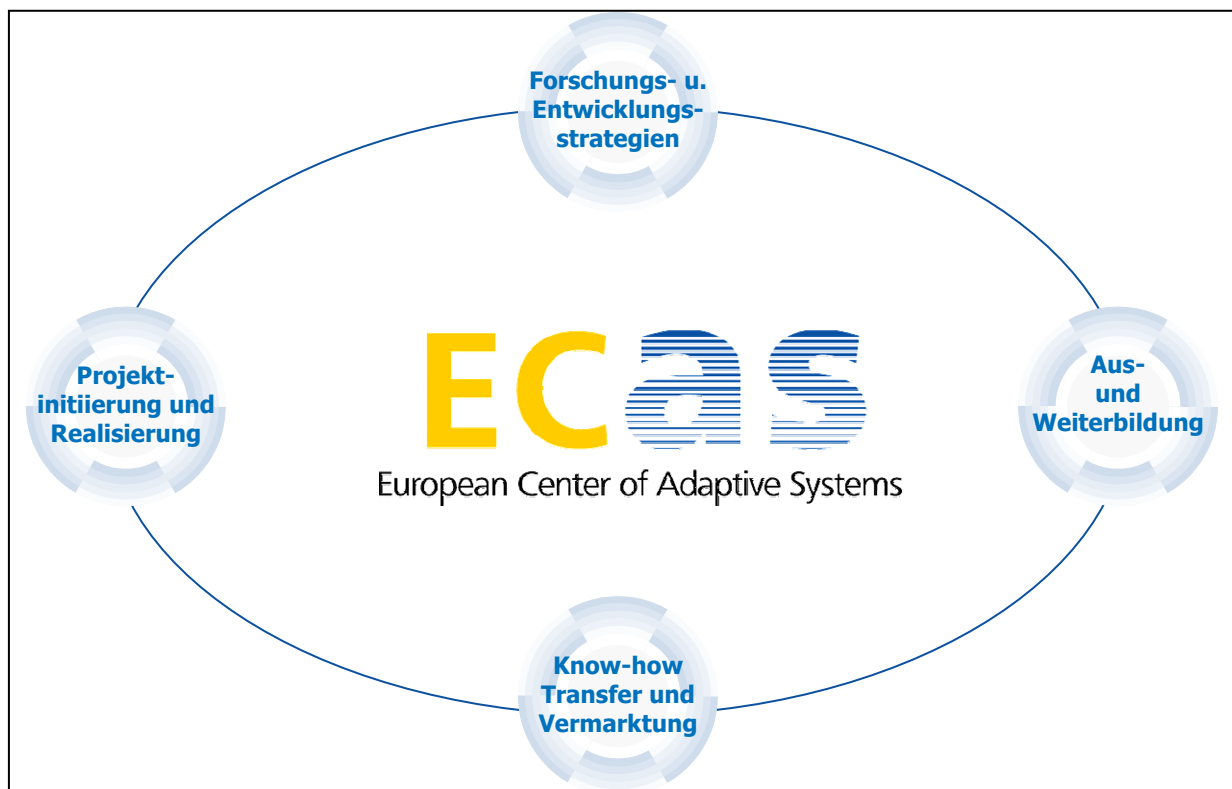 Forschungs- u.
Entwicklungs-
strategien
Projekt-
initiierung und
Realisierung
ECas
European Center of Adaptive Systems
Aus-
und
Weiterbildung
Know-how
Transfer und
Vermarktung